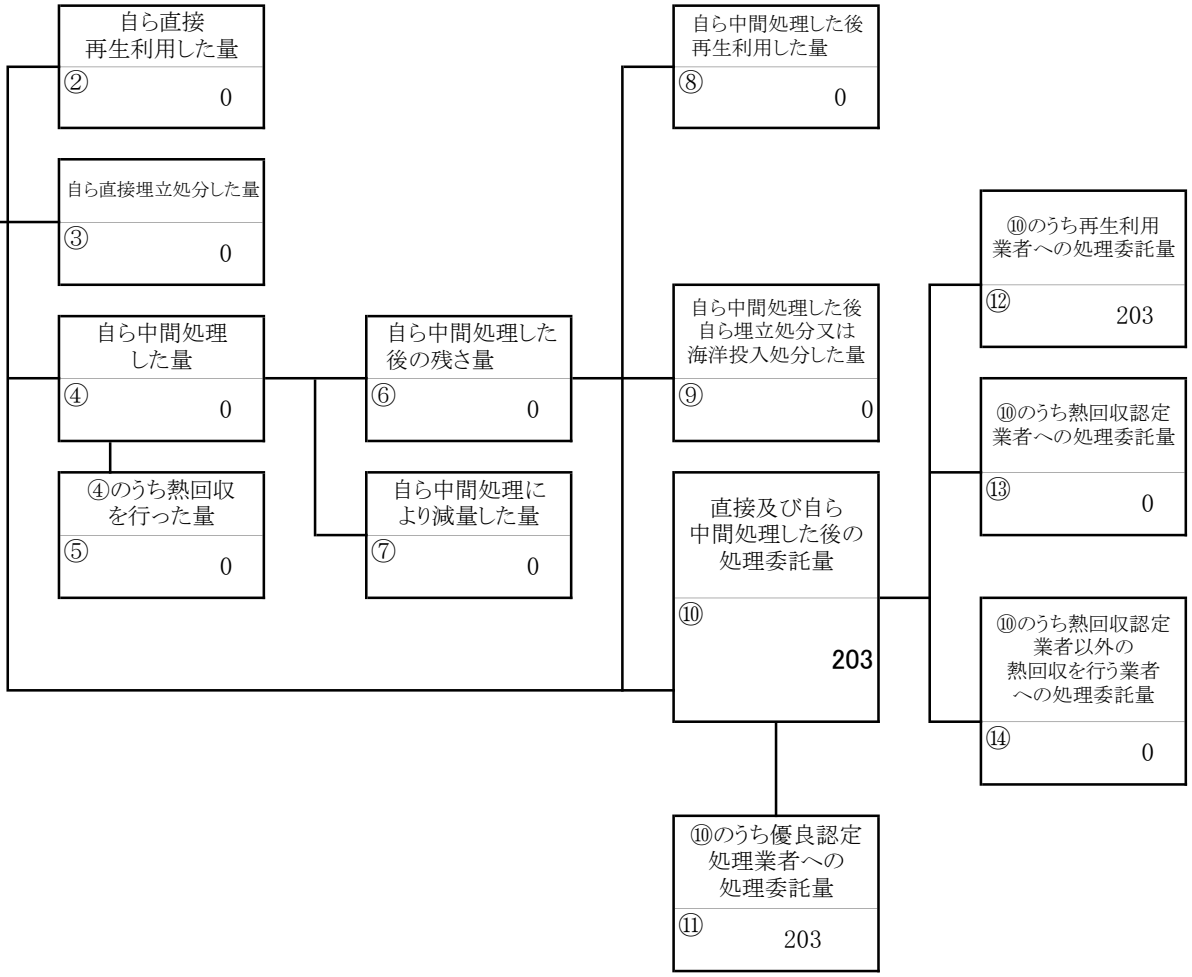 自ら直接
再生利用した量
②
0
自ら直接埋立処分した量
③
0
自ら中間処理
した量
④
0
④のうち熱回収
を行った量
⑤
0
自ら中間処理した
後の残さ量
⑥
0
自ら中間処理に
より減量した量
⑦
0
自ら中間処理した後
再生利用した量
⑧
0
自ら中間処理した後
自ら埋立処分又は
海洋投入処分した量
⑨
0
直接及び自ら
中間処理した後の
処理委託量
⑩
203
⑩のうち優良認定
処理業者への
処理委託量
⑪
203
⑩のうち再生利用
業者への処理委託量
⑫
203
⑩のうち熱回収認定
業者への処理委託量
⑬
0
⑩のうち熱回収認定
業者以外の
熱回収を行う業者
への処理委託量
⑭
0